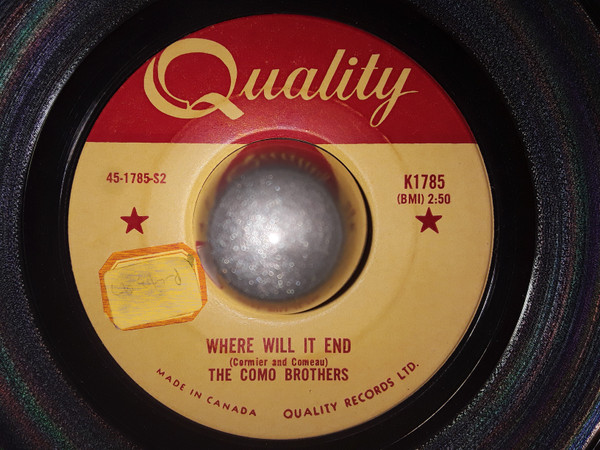 Quality
45-1785-S2
K1785
(BMI) 2:50
WHERE WILL IT END
(Cormier and Comeau)
THE COMO BROTHERS
MADE IN CANADA QUALITY RECORDS LTD.